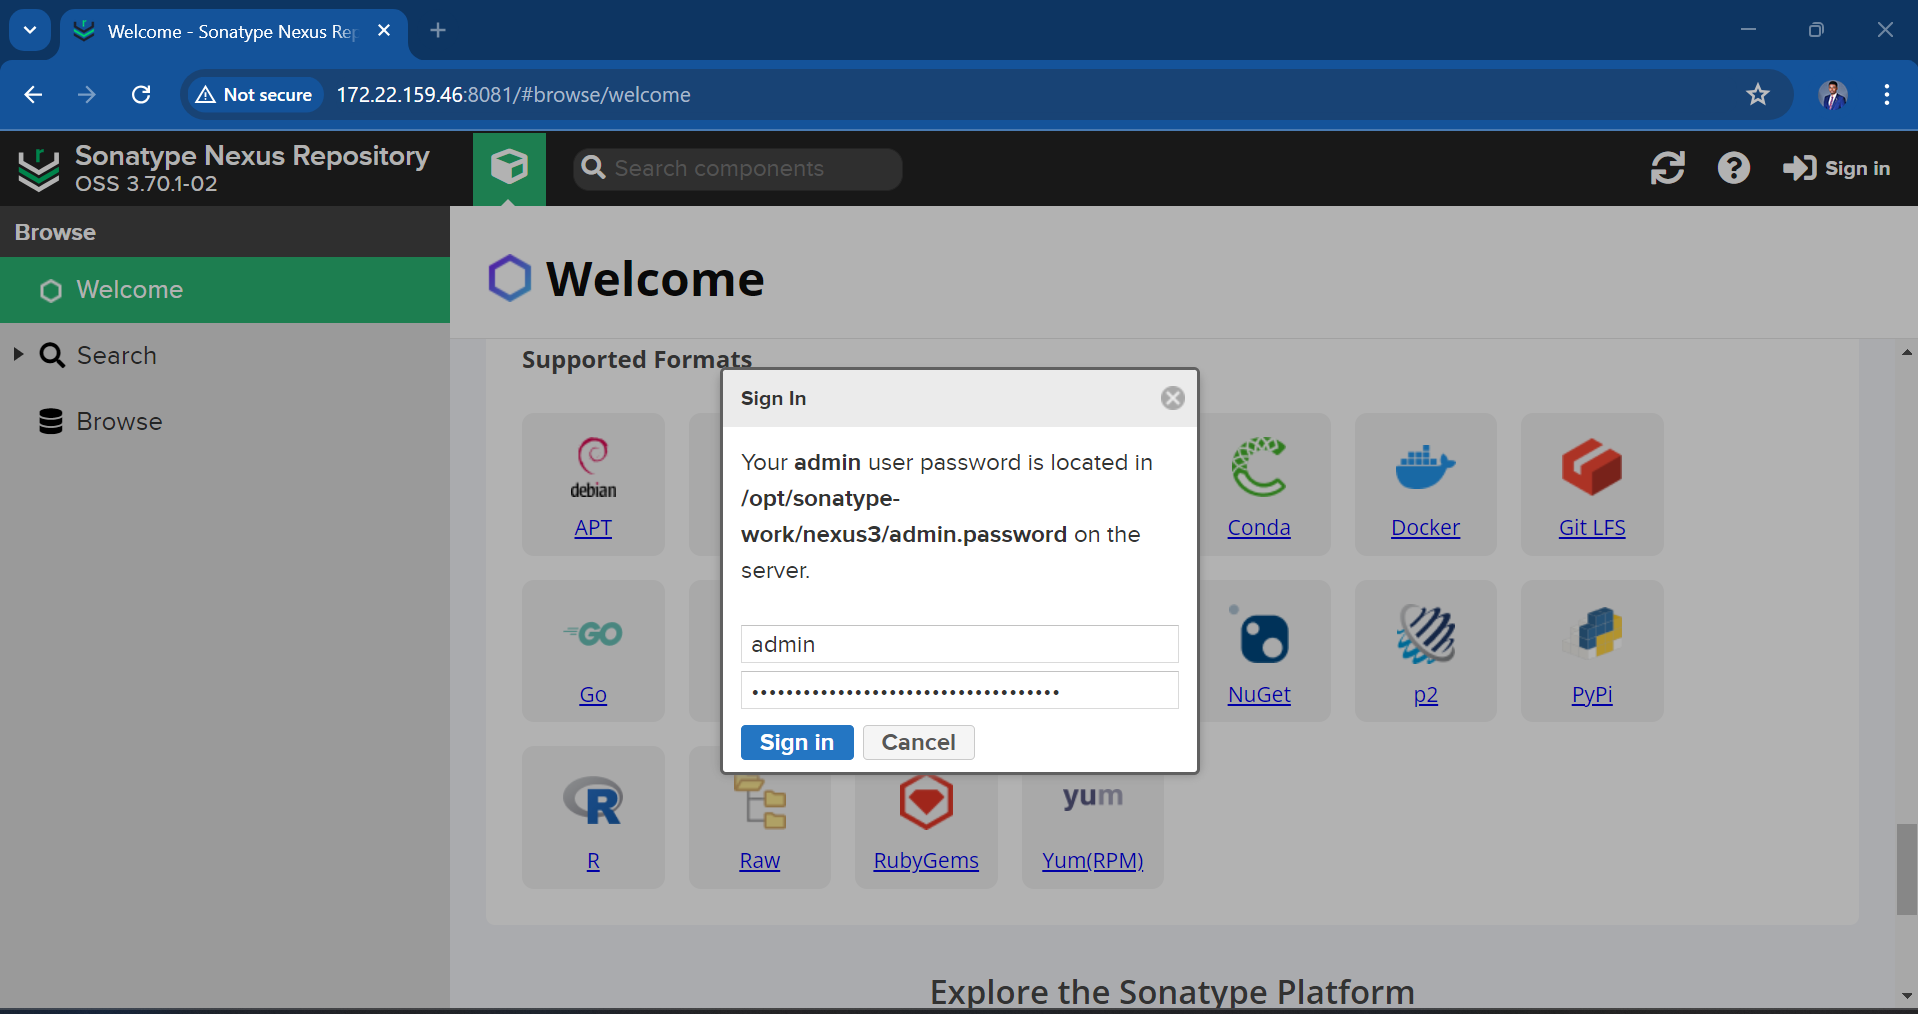 Welcome - Sonatype Nexus Rep
Not secure
172.22.159.46:8081/#browse/welcome
Sonatype Nexus Repository
OSS 3.70.1-02
Search components
Sign in
Browse
Welcome
Search
Browse
Welcome
Supported Formats
Sign In
Your admin user password is located in
/opt/sonatype-
work/nexus3/admin.password on the
server.
admin
Sign in
Cancel
debian
APT
Conda
Docker
Git LFS
GO
Go
NuGet
p2
PyPi
R
R
Raw
RubyGems
yum
Yum(RPM)
Explore the Sonatype Platform